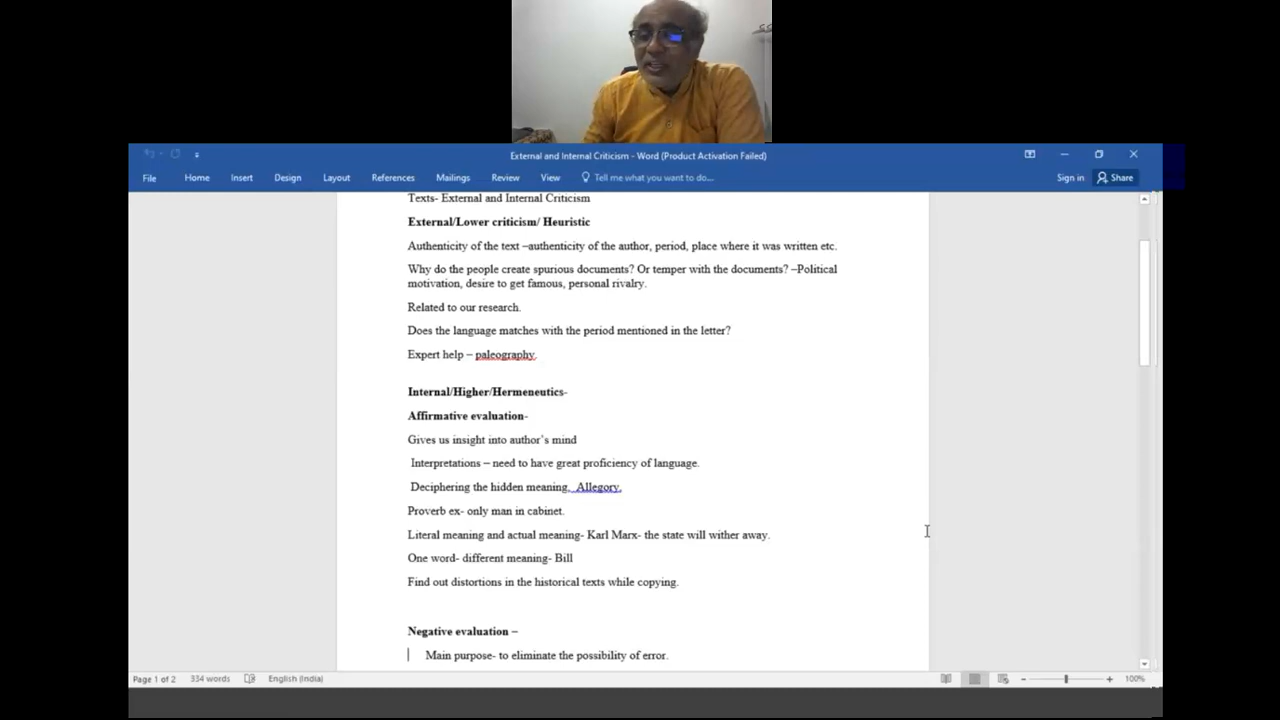 External and Internal Criticism - Word (Product Activation Failed)
File Home Insert Design Layout References Mailings Review View Tell me what you want to do... Sign in Share
Texts- External and Internal Criticism
External/Lower criticism/ Heuristic
Authenticity of the text –authenticity of the author, period, place where it was written etc.
Why do the people create spurious documents? Or temper with the documents? –Political
motivation, desire to get famous, personal rivalry.
Related to our research.
Does the language matches with the period mentioned in the letter?
Expert help – paleography.
Internal/Higher/Hermeneutics-
Affirmative evaluation-
Gives us insight into author's mind
Interpretations – need to have great proficiency of language.
Deciphering the hidden meaning. Allegory.
Proverb ex- only man in cabinet.
Literal meaning and actual meaning- Karl Marx- the state will wither away.
One word- different meaning- Bill
Find out distortions in the historical texts while copying.
Negative evaluation –
Main purpose- to eliminate the possibility of error.
Page 1 of 2 334 words English (India) 100%